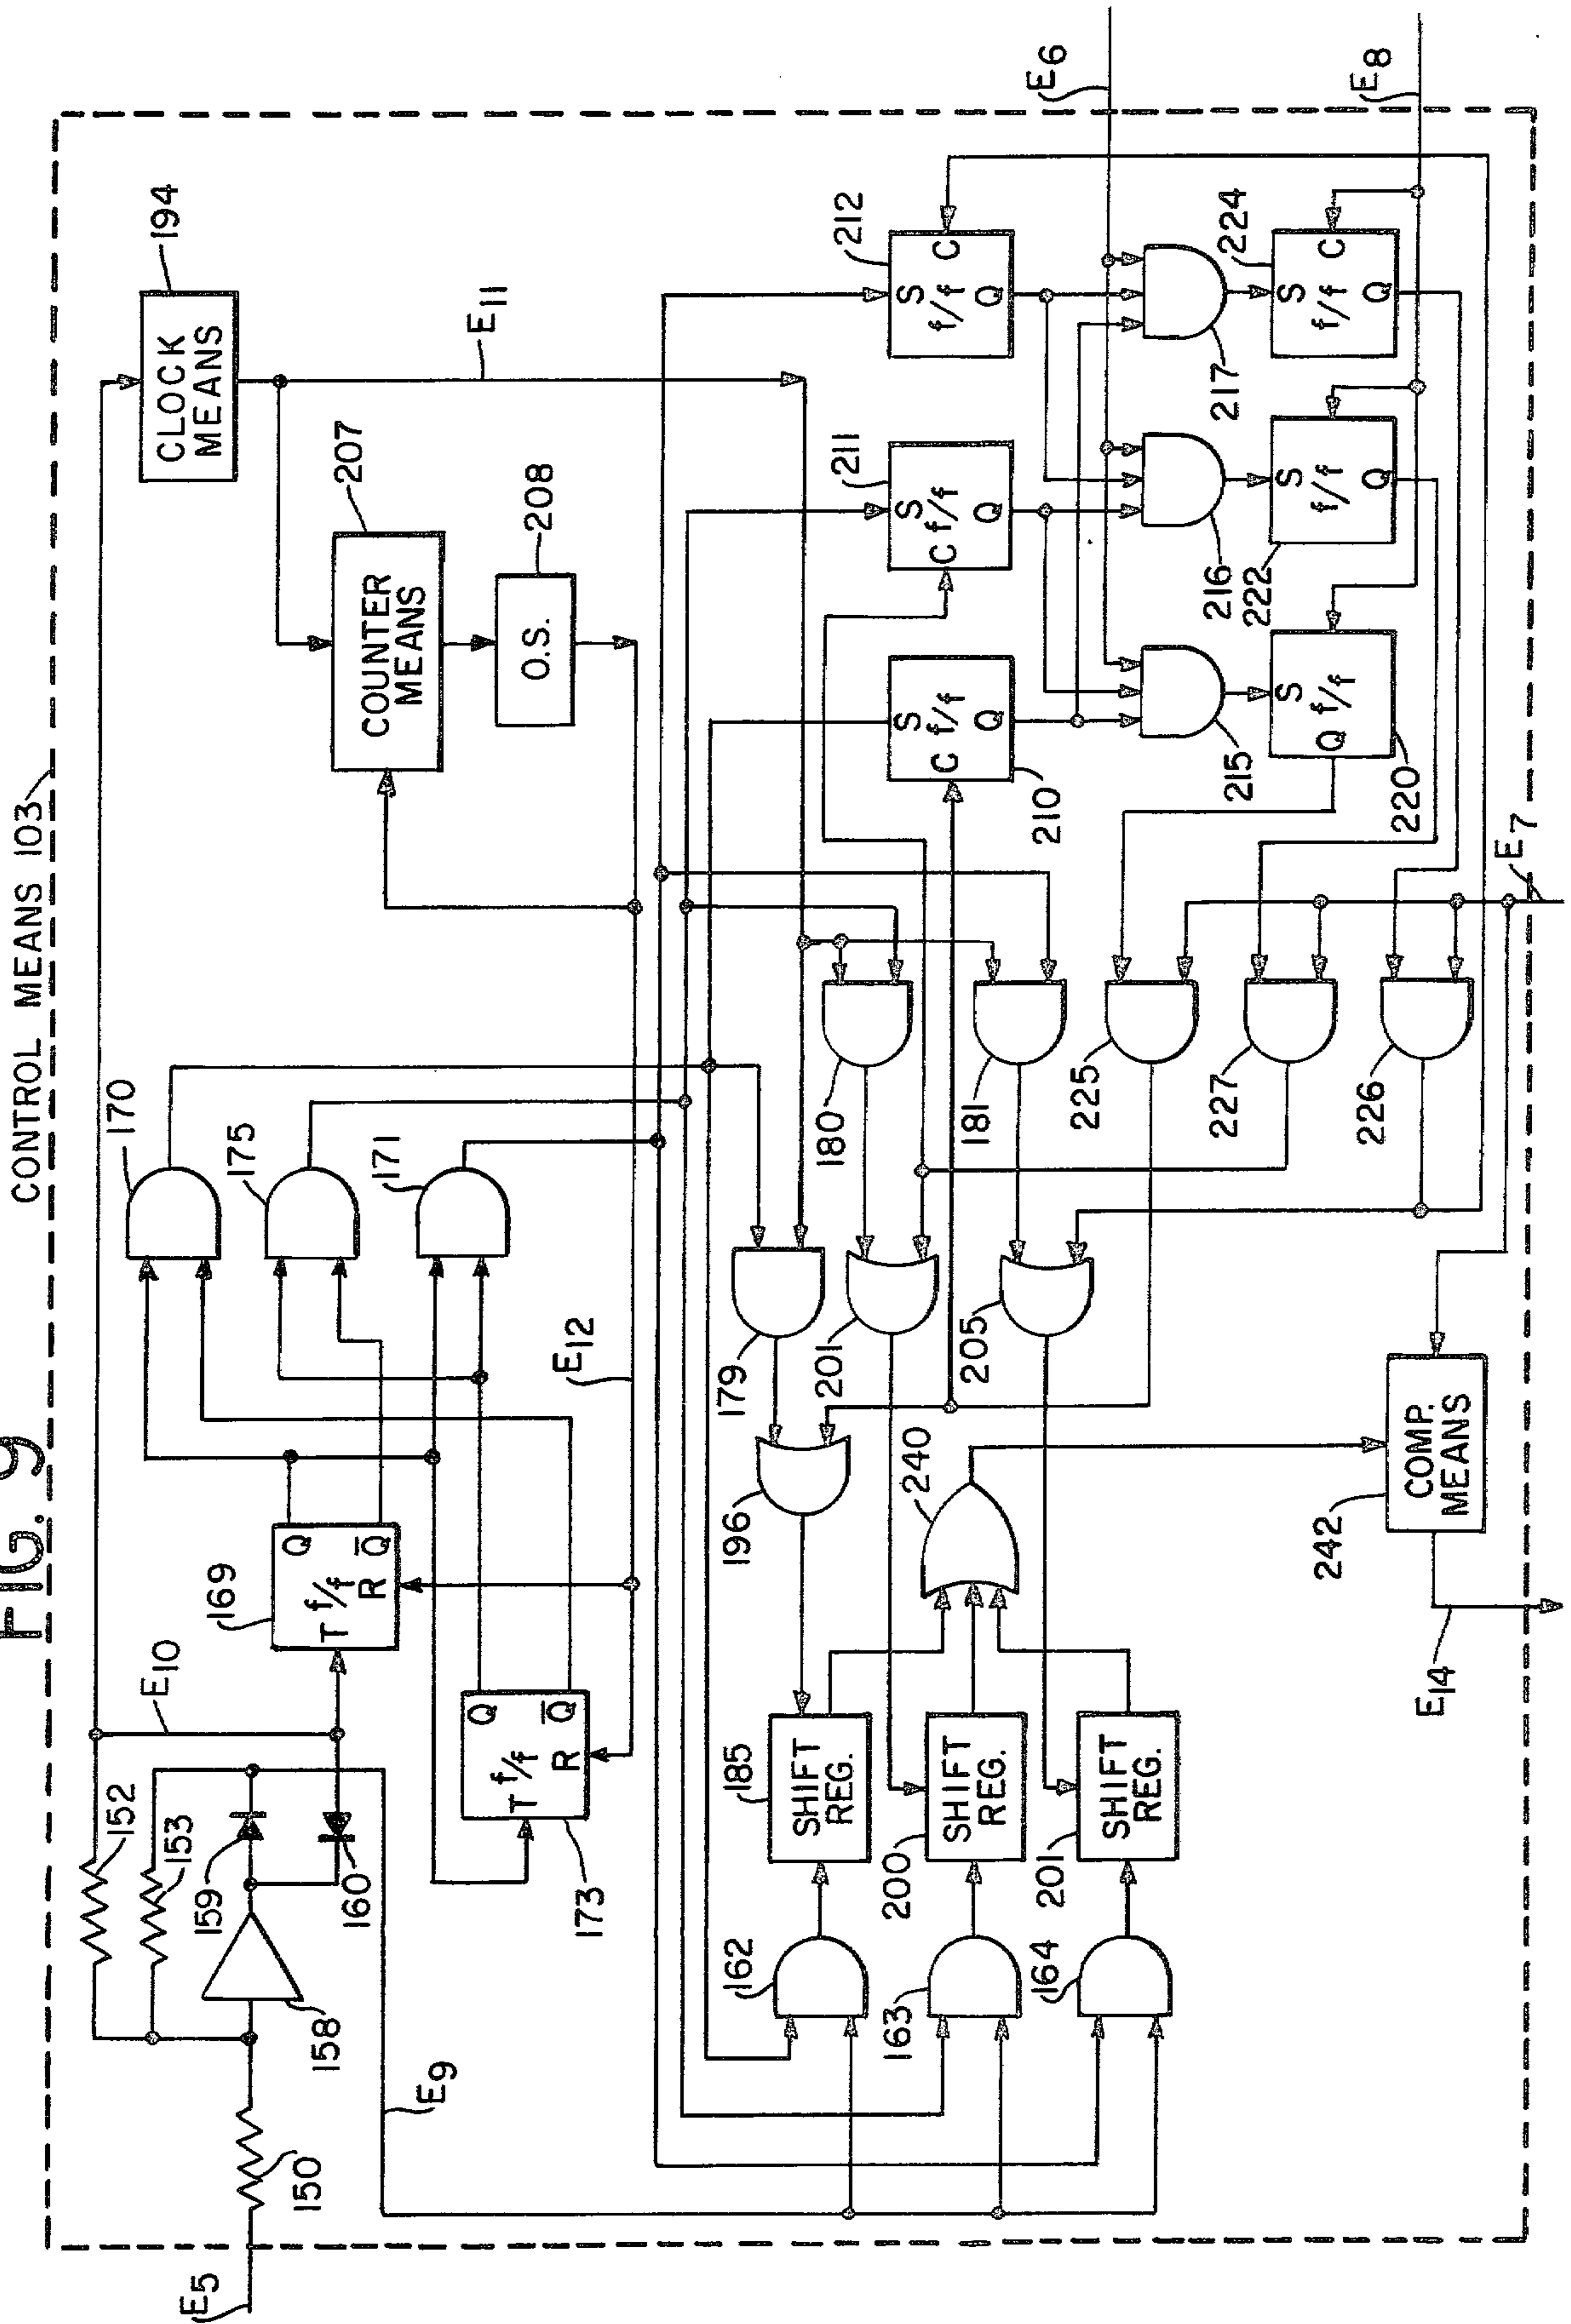 FIG. 9
CONTROL MEANS 103
E5
150
152
153
158
159
160
E10
E9
169
Q
Q̅
T f/f
R
173
Q
Q̅
T f/f
R
170
175
171
E12
194
CLOCK
MEANS
E11
207
COUNTER
MEANS
208
O.S.
162
163
164
185
SHIFT
REG.
200
SHIFT
REG.
201
SHIFT
REG.
196
179
201
205
240
180
181
225
227
226
210
S
C f/f
Q
211
S
C f/f
Q
212
S
f/f C
Q
215
216
217
220
S
Q f/f
222
S
f/f
Q
224
S
f/f C
Q
242
COMP.
MEANS
E14
E6
E8
E7